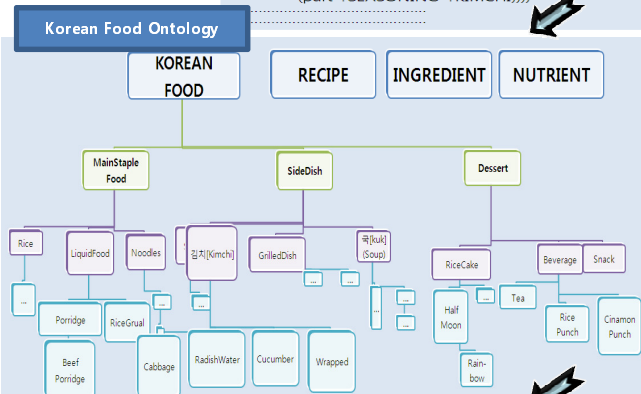 Korean Food Ontology
KOREAN
FOOD
RECIPE
INGREDIENT
NUTRIENT
MainStaple
Food
SideDish
Dessert
Rice
LiquidFood
Noodles
김치[Kimchi]
GrilledDish
국[kuk]
(Soup)
RiceCake
Beverage
Snack
...
...
...
...
...
...
...
...
...
Porridge
RiceGrual
Beef
Porridge
Cabbage
RadishWater
Cucumber
Wrapped
Half
Moon
Rain-
bow
Tea
Rice
Punch
Cinamon
Punch